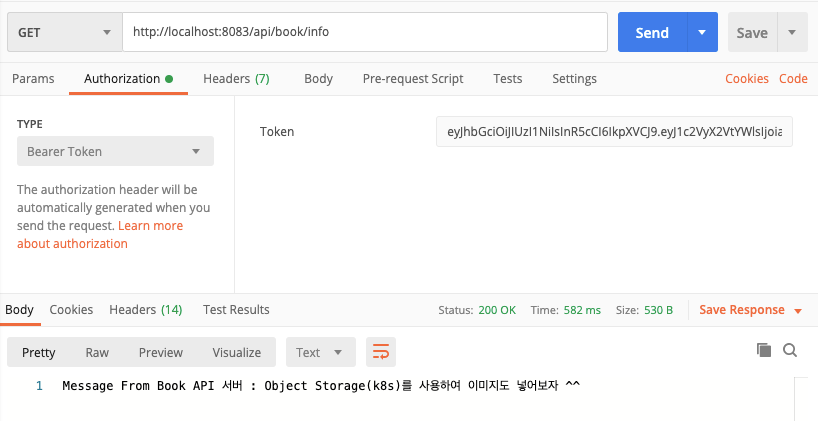 GET
http://localhost:8083/api/book/info
Send
Save
Params
Authorization
Headers (7)
Body
Pre-request Script
Tests
Settings
Cookies
Code
TYPE
Bearer Token
The authorization header will be
automatically generated when you
send the request. Learn more
about authorization
Token
eyJhbGciOiJIUzI1NiIsInR5cCI6IkpXVCJ9.eyJ1c2VyX2VtYWlsIjoia
Body
Cookies
Headers (14)
Test Results
Status: 200 OK
Time: 582 ms
Size: 530 B
Save Response
Pretty
Raw
Preview
Visualize
Text
1
Message From Book API 서버 : Object Storage(k8s)를 사용하여 이미지도 넣어보자 ^^